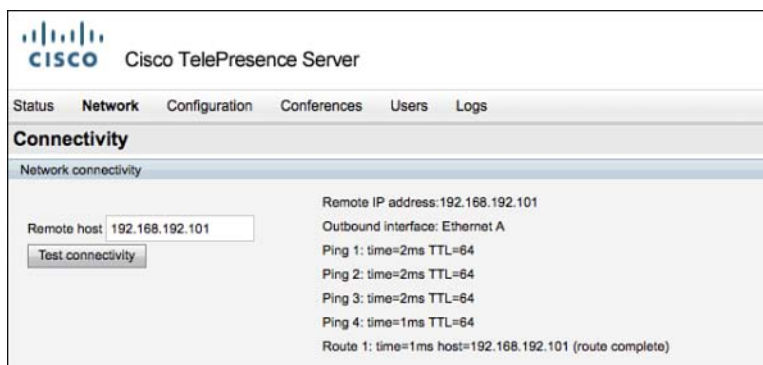 CISCO Cisco TelePresence Server
Status Network Configuration Conferences Users Logs
Connectivity
Network connectivity
Remote host 192.168.192.101
Test connectivity
Remote IP address:192.168.192.101
Outbound interface: Ethernet A
Ping 1: time=2ms TTL=64
Ping 2: time=2ms TTL=64
Ping 3: time=2ms TTL=64
Ping 4: time=1ms TTL=64
Route 1: time=1ms host=192.168.192.101 (route complete)